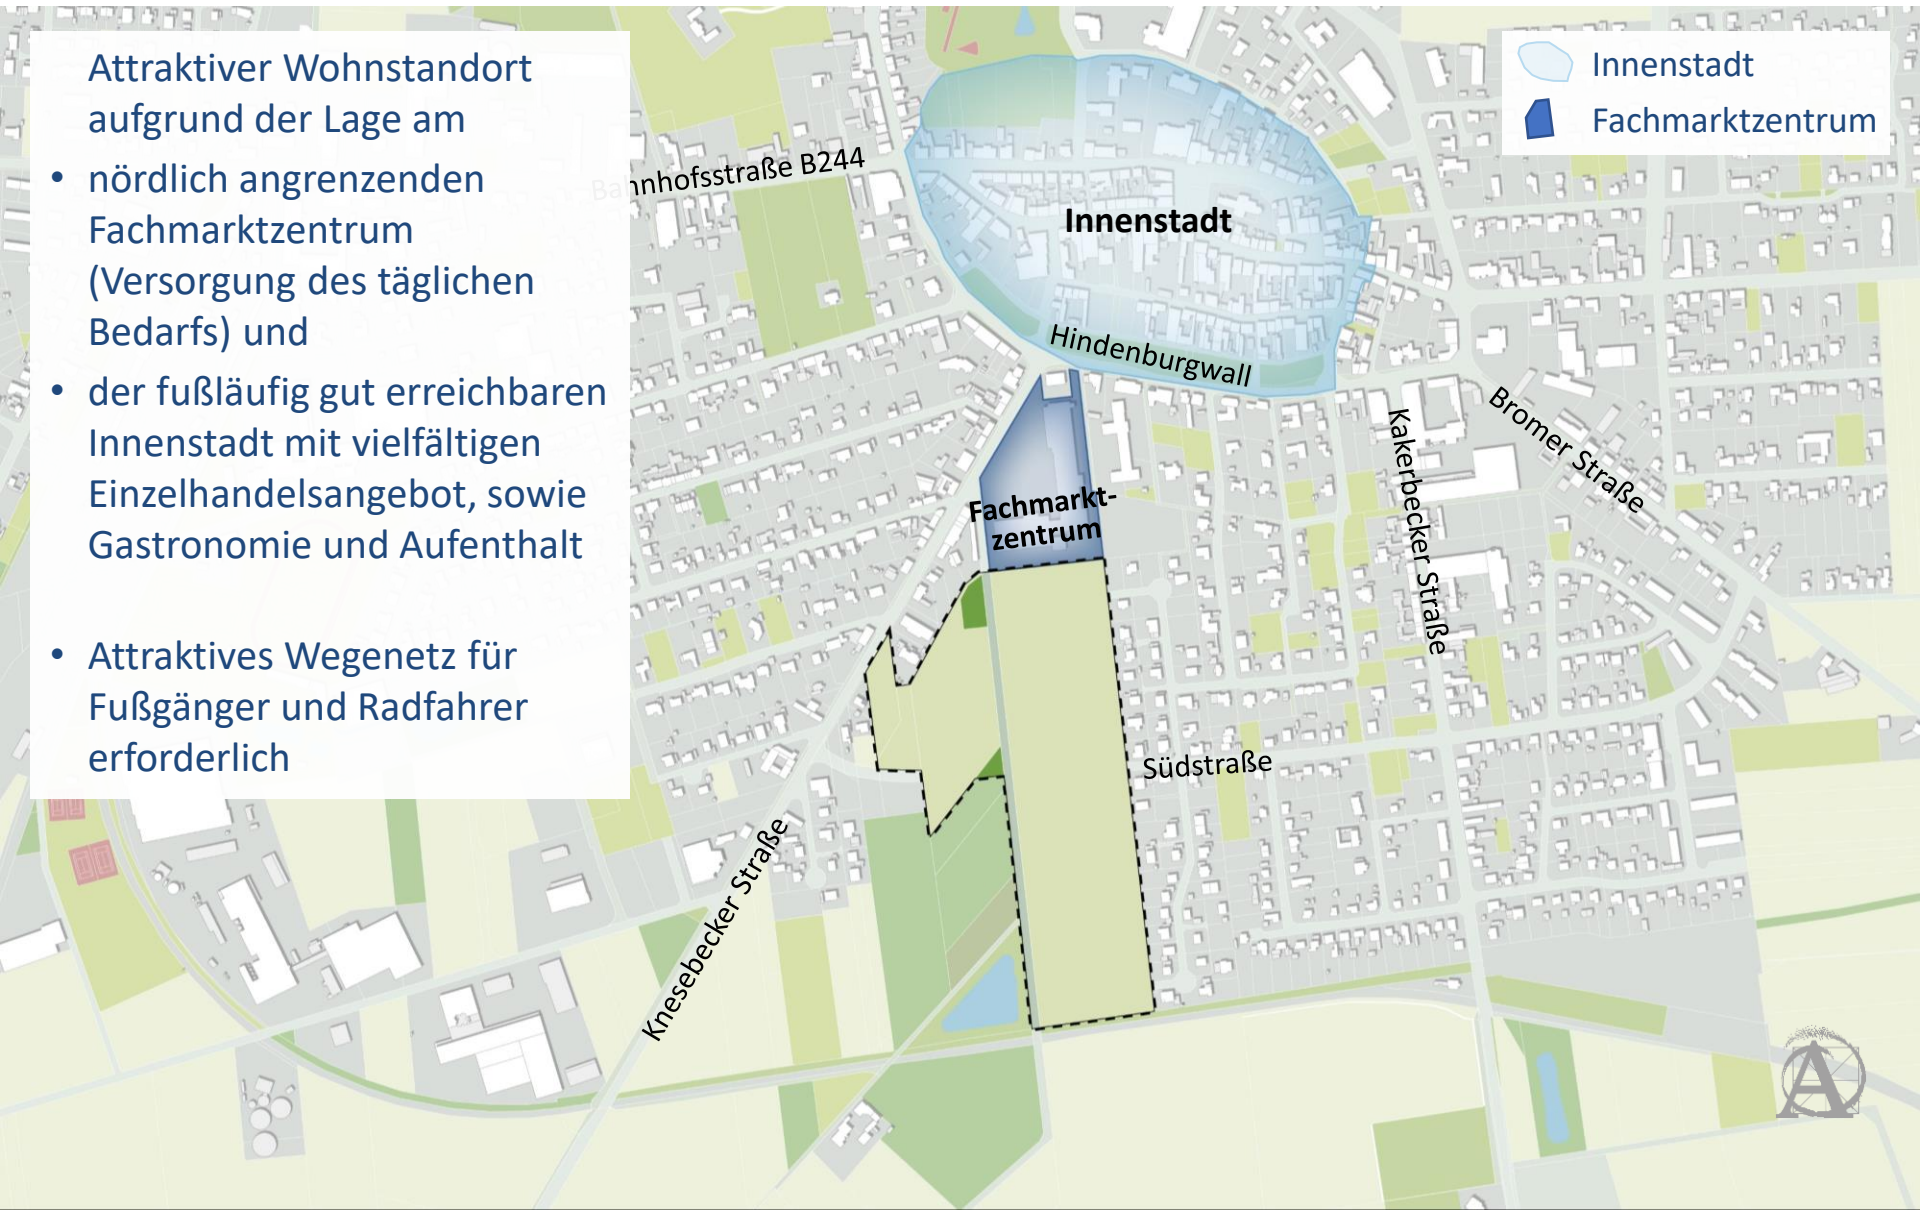 Attraktiver Wohnstandort
aufgrund der Lage am
• nördlich angrenzenden
Fachmarktzentrum
(Versorgung des täglichen
Bedarfs) und
• der fußläufig gut erreichbaren
Innenstadt mit vielfältigen
Einzelhandelsangebot, sowie
Gastronomie und Aufenthalt
• Attraktives Wegenetz für
Fußgänger und Radfahrer
erforderlich
Innenstadt
Fachmarktzentrum
Bahnhofsstraße B244
Innenstadt
Hindenburgwall
Fachmarkt-
zentrum
Kakerbecker Straße
Bromer Straße
Südstraße
Knesebecker Straße
A